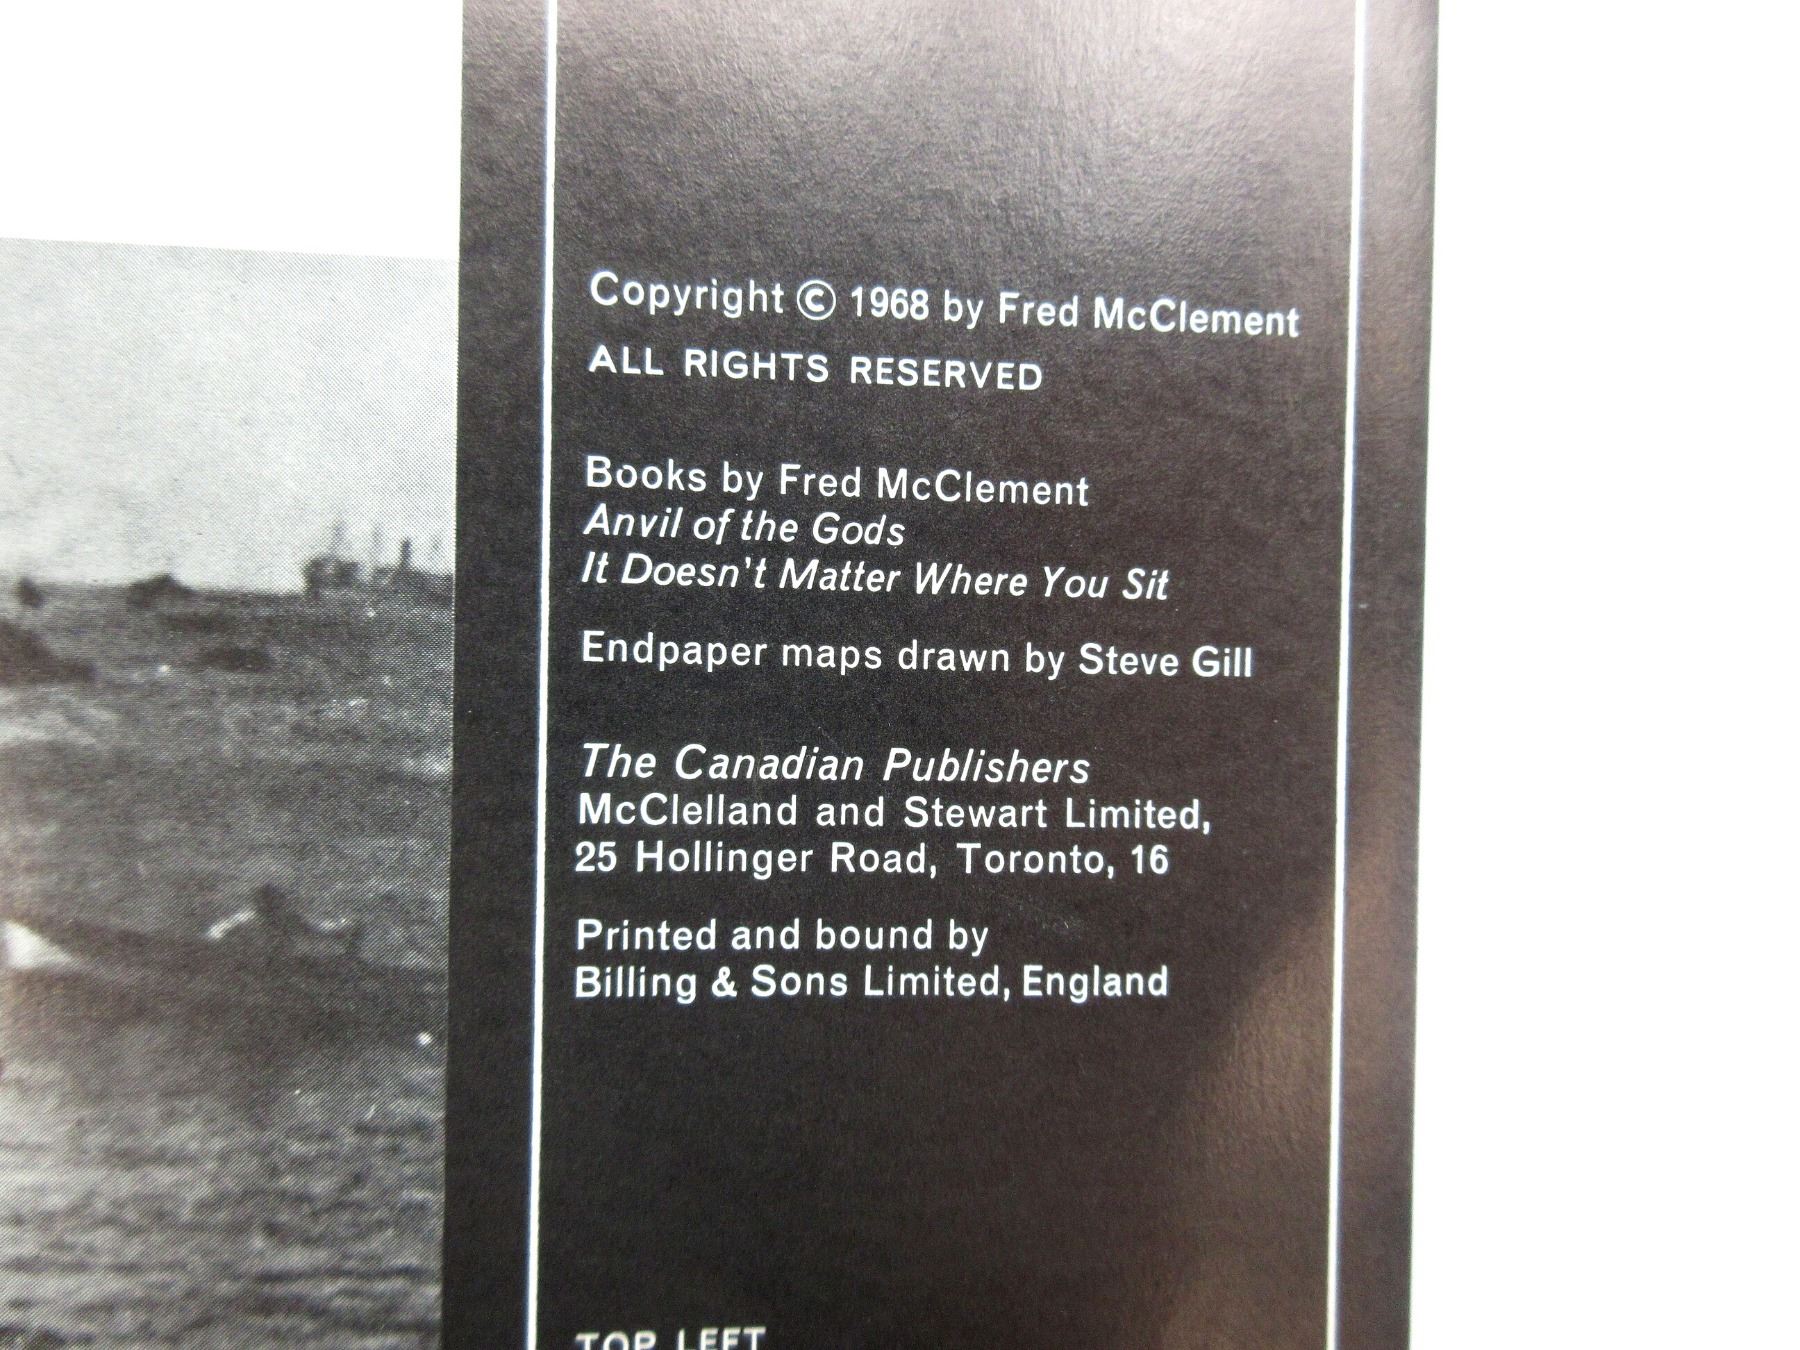 Copyright © 1968 by Fred McClement
ALL RIGHTS RESERVED
Books by Fred McClement
Anvil of the Gods
It Doesn't Matter Where You Sit
Endpaper maps drawn by Steve Gill
The Canadian Publishers
McClelland and Stewart Limited,
25 Hollinger Road, Toronto, 16
Printed and bound by
Billing & Sons Limited, England
TOP LEFT